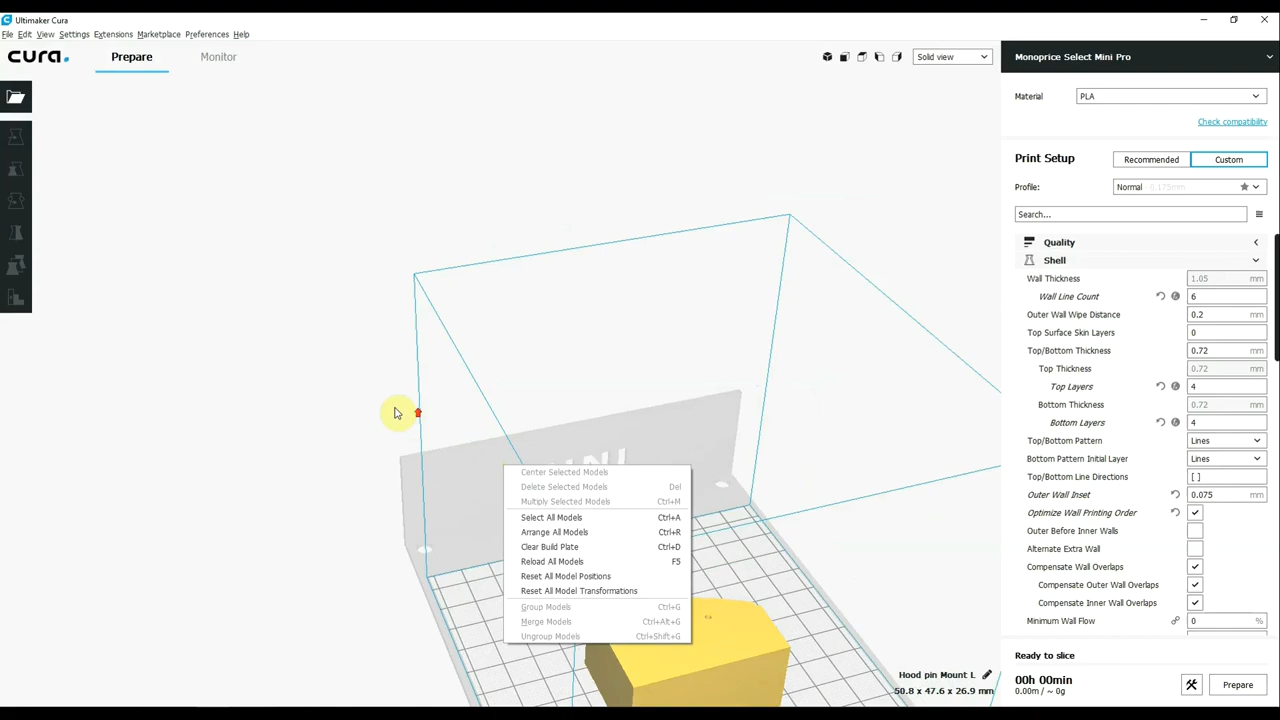 Ultimaker Cura
File Edit View Settings Extensions Marketplace Preferences Help
cura.
Prepare
Monitor
Solid view
Monoprice Select Mini Pro
Material
PLA
Check compatibility
Print Setup
Recommended
Custom
Profile:
Normal 0.175mm
Search...
Quality
Shell
Wall Thickness 1.05 mm
Wall Line Count 6
Outer Wall Wipe Distance 0.2 mm
Top Surface Skin Layers 0
Top/Bottom Thickness 0.72 mm
Top Thickness 0.72 mm
Top Layers 4
Bottom Thickness 0.72 mm
Bottom Layers 4
Top/Bottom Pattern Lines
Bottom Pattern Initial Layer Lines
Top/Bottom Line Directions [ ]
Outer Wall Inset 0.075 mm
Optimize Wall Printing Order
Outer Before Inner Walls
Alternate Extra Wall
Compensate Wall Overlaps
Compensate Outer Wall Overlaps
Compensate Inner Wall Overlaps
Minimum Wall Flow 0 %
Center Selected Models
Delete Selected Models Del
Multiply Selected Models Ctrl+M
Select All Models Ctrl+A
Arrange All Models Ctrl+R
Clear Build Plate Ctrl+D
Reload All Models F5
Reset All Model Positions
Reset All Model Transformations
Group Models Ctrl+G
Merge Models Ctrl+Alt+G
Ungroup Models Ctrl+Shift+G
Hood pin Mount L
50.8 x 47.6 x 26.9 mm
Ready to slice
00h 00min
0.00m / ~ 0g
Prepare